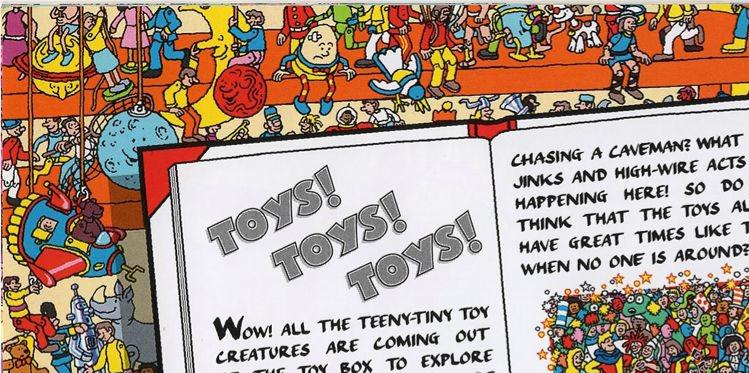 TOYS!
TOYS!
TOYS!
WOW! ALL THE TEENY-TINY TOY
CREATURES ARE COMING OUT
THE TOY BOX TO EXPLORE
CHASING A CAVEMAN? WHAT
JINKS AND HIGH-WIRE ACTS
HAPPENING HERE! SO DO
THINK THAT THE TOYS AL
HAVE GREAT TIMES LIKE T
WHEN NO ONE IS AROUND?